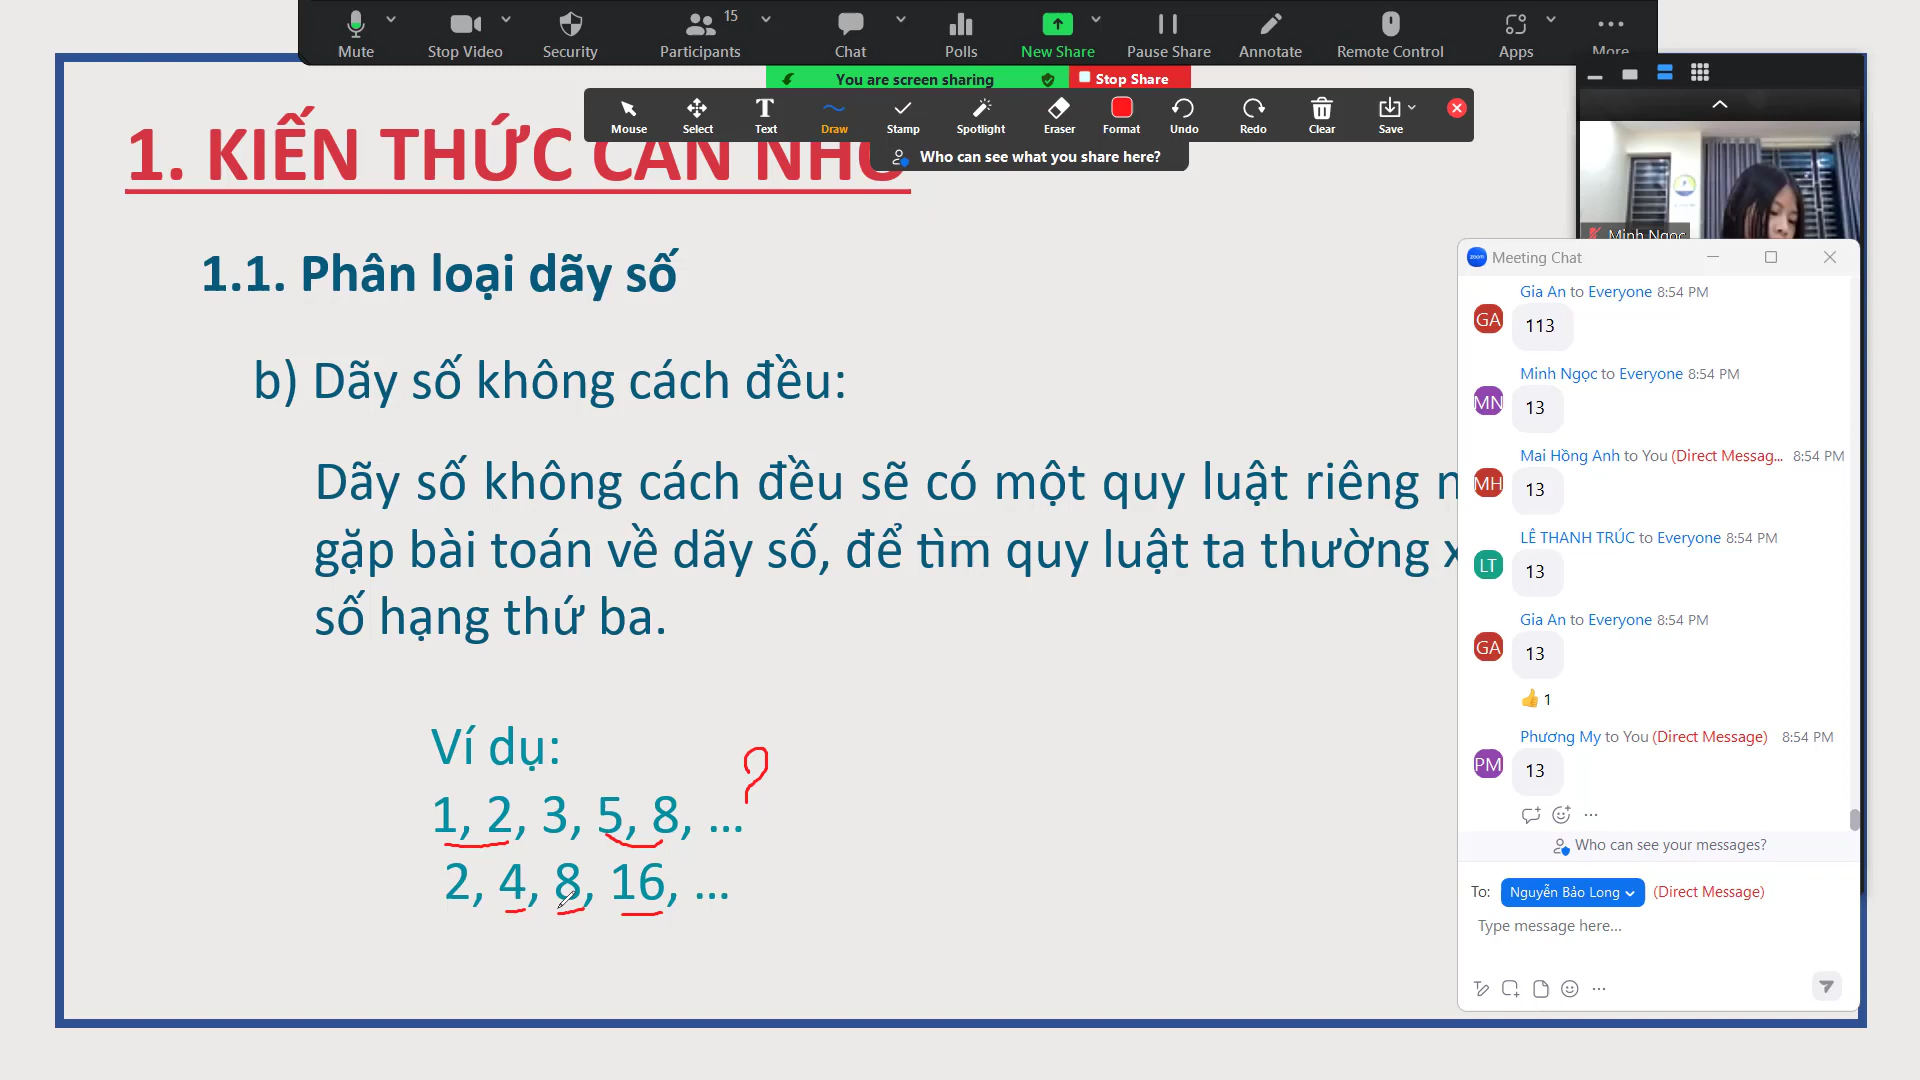 Mute
Stop Video
Security
Participants
15
Chat
Polls
New Share
Pause Share
Annotate
Remote Control
Apps
More
You are screen sharing
Stop Share
Mouse
Select
Text
Draw
Stamp
Spotlight
Eraser
Format
Undo
Redo
Clear
Save
Who can see what you share here?
1. KIẾN THỨC CẦN NHỚ
1.1. Phân loại dãy số
b) Dãy số không cách đều:
Dãy số không cách đều sẽ có một quy luật riêng
gặp bài toán về dãy số, để tìm quy luật ta thường
số hạng thứ ba.
Ví dụ:
?
1, 2, 3, 5, 8, ...
2, 4, 8, 16, ...
Minh Ngọc
zoom
Meeting Chat
Gia An to Everyone 8:54 PM
GA
113
Minh Ngọc to Everyone 8:54 PM
MN
13
Mai Hồng Anh to You (Direct Messag... 8:54 PM
MH
13
LÊ THANH TRÚC to Everyone 8:54 PM
LT
13
Gia An to Everyone 8:54 PM
GA
13
👍 1
Phương My to You (Direct Message) 8:54 PM
PM
13
Who can see your messages?
To: Nguyễn Bảo Long (Direct Message)
Type message here...